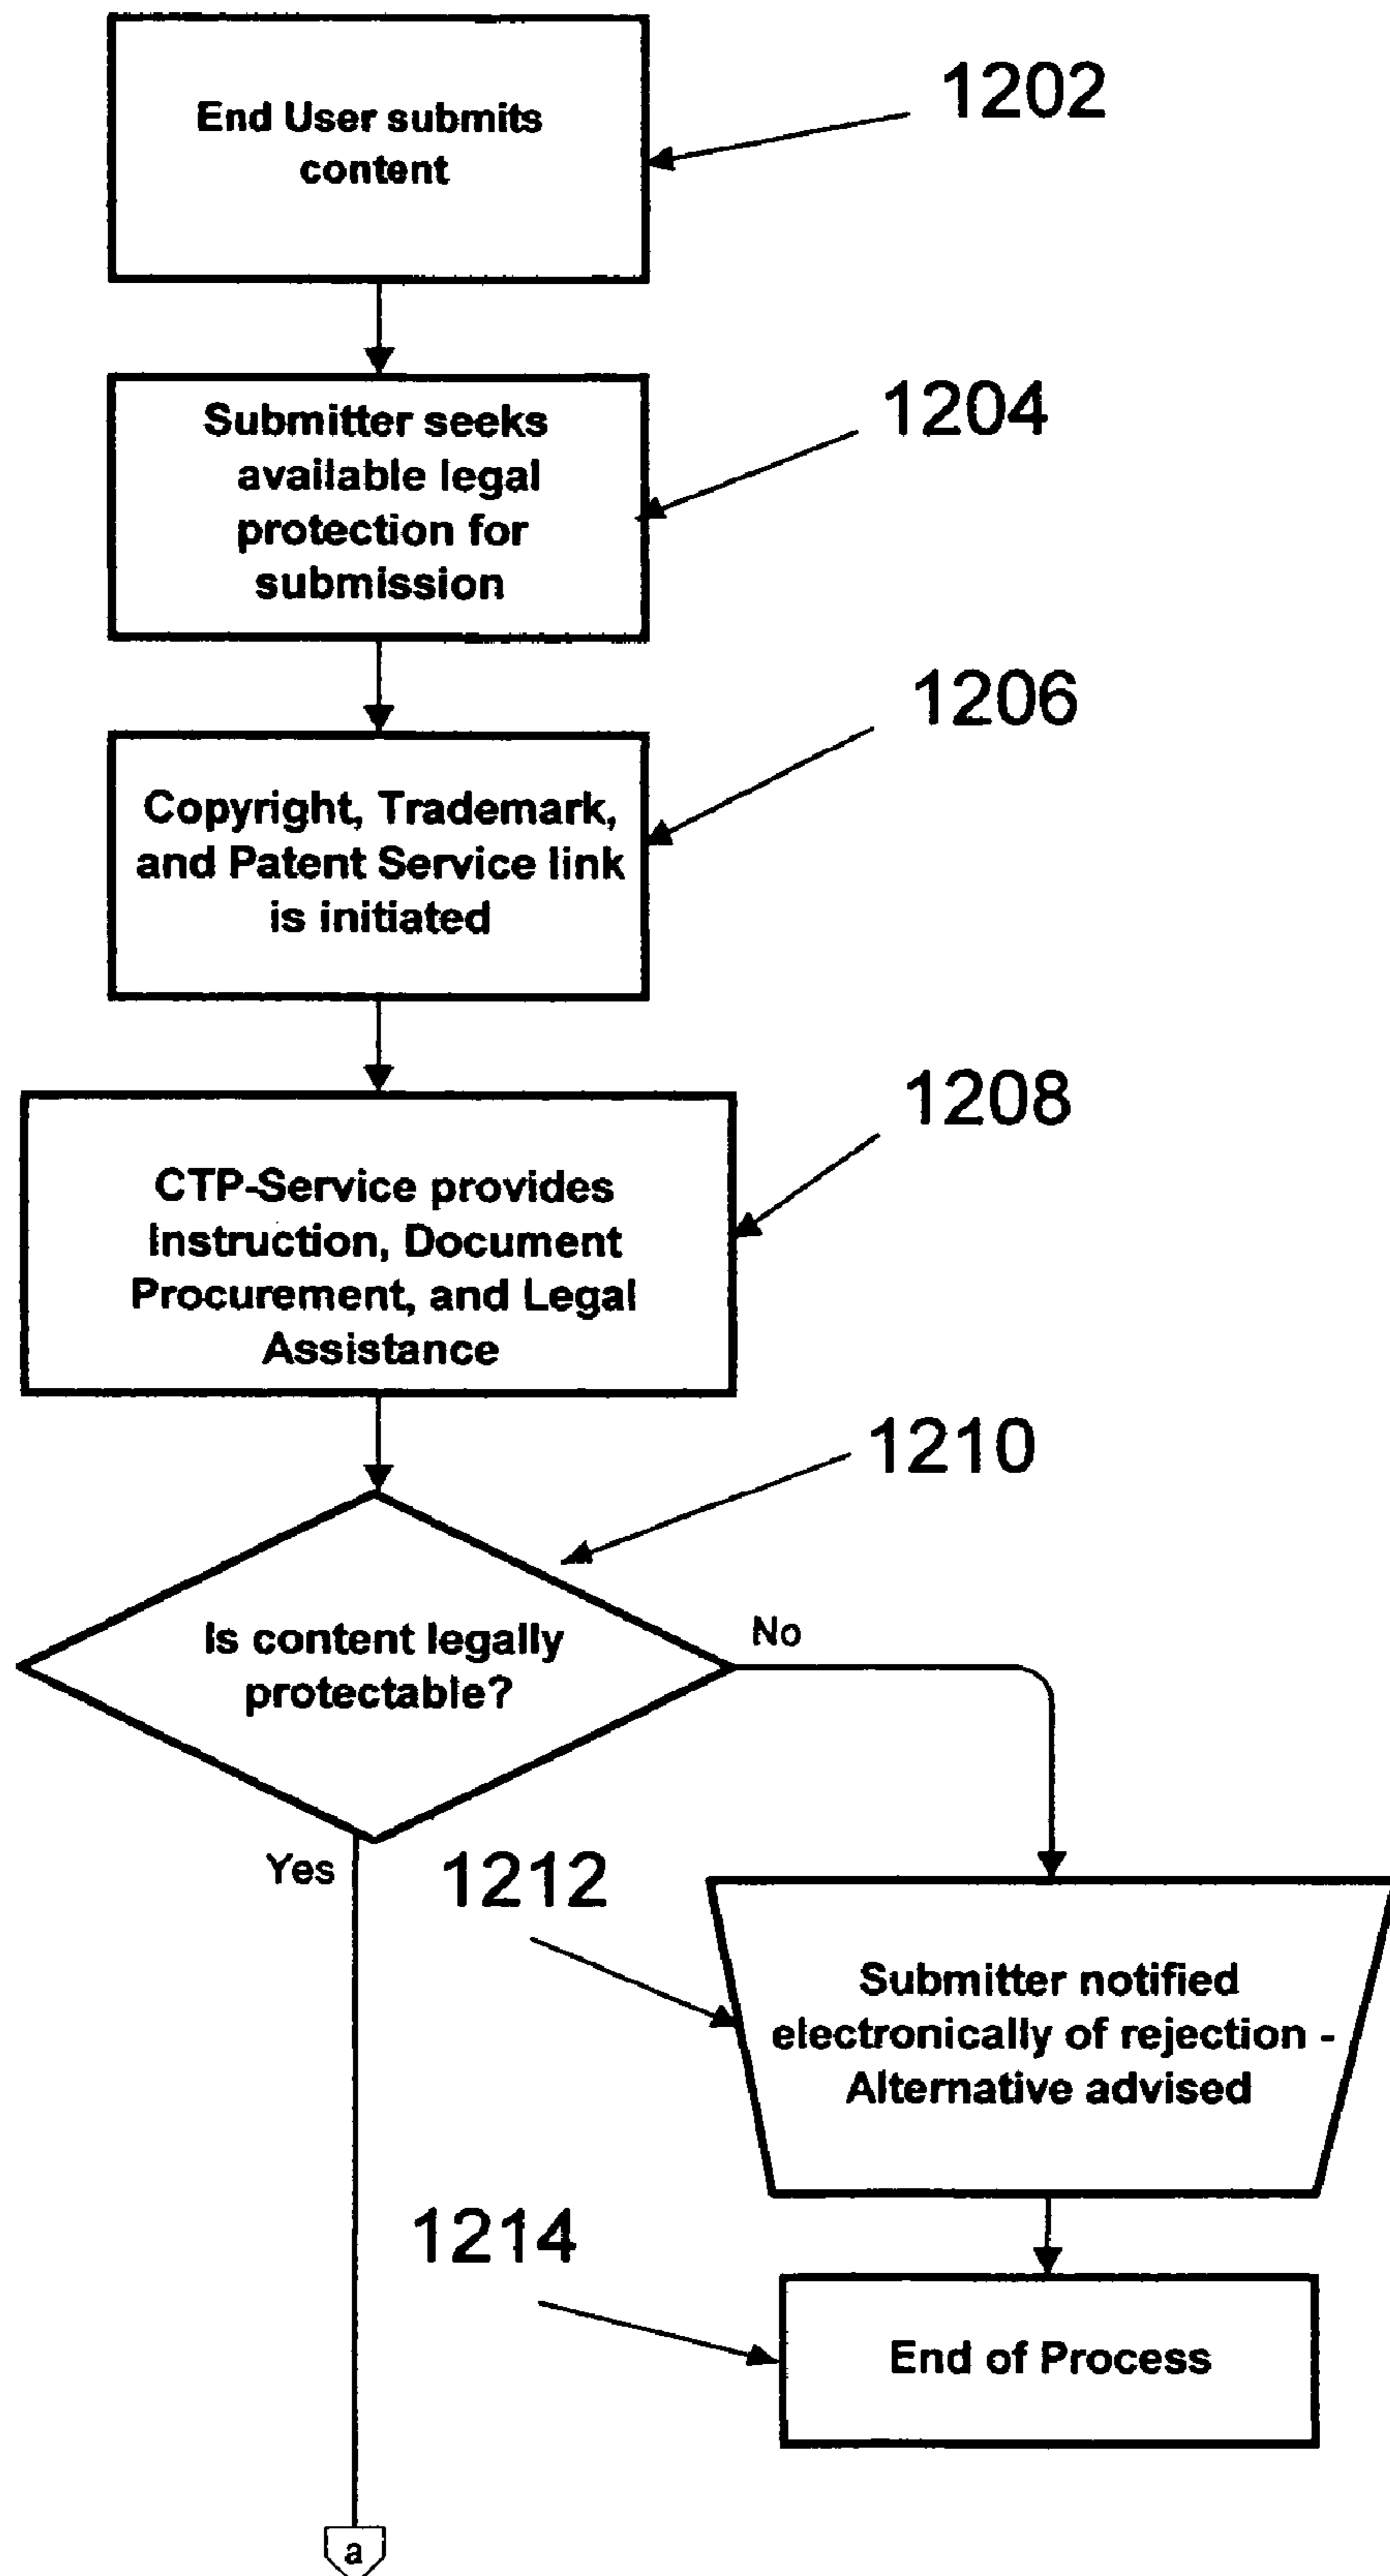 End User submits
content
1202
Submitter seeks
available legal
protection for
submission
1204
Copyright, Trademark,
and Patent Service link
is initiated
1206
CTP-Service provides
Instruction, Document
Procurement, and Legal
Assistance
1208
1210
Is content legally
protectable?
No
Yes
1212
Submitter notified
electronically of rejection -
Alternative advised
1214
End of Process
a